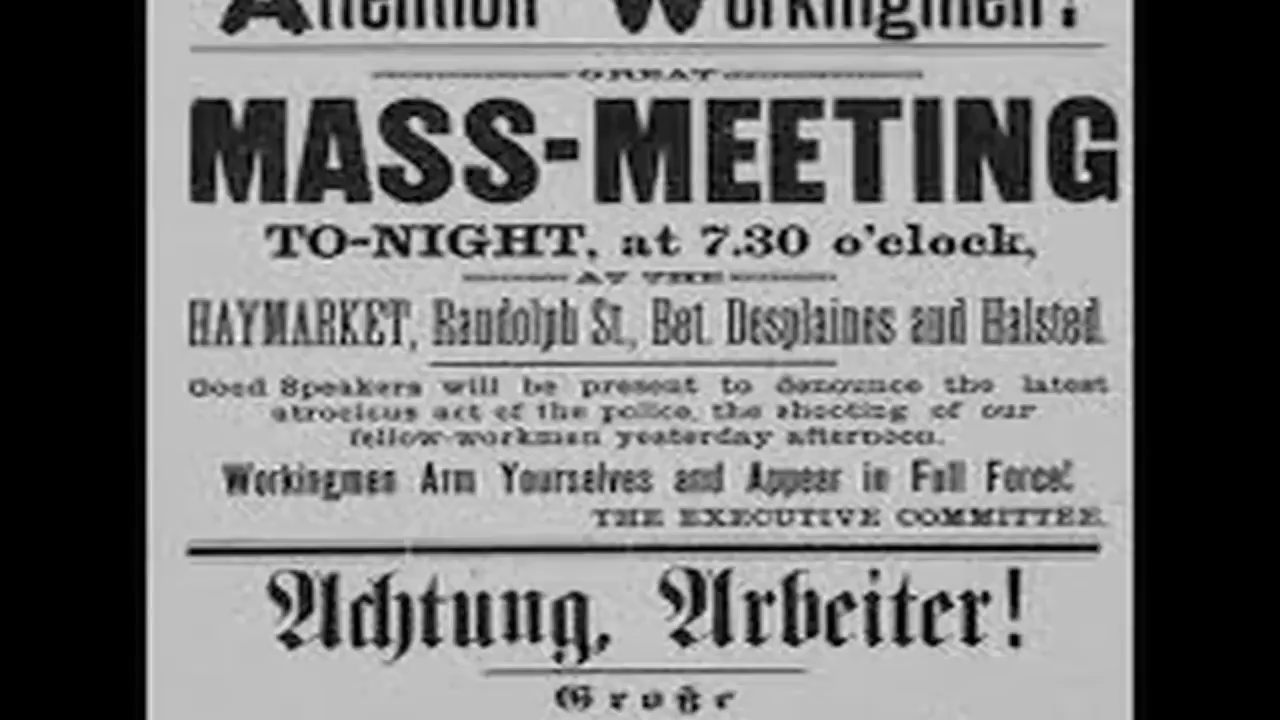 Attention Workingmen!
GREAT
MASS-MEETING
TO-NIGHT, at 7.30 o'clock,
AT THE
HAYMARKET, Randolph St., Bet. Desplaines and Halsted.
Good Speakers will be present to denounce the latest
atrocious act of the police, the shooting of our
fellow-workmen yesterday afternoon.
Workingmen Arm Yourselves and Appear in Full Force!
THE EXECUTIVE COMMITTEE.
Achtung, Arbeiter!
Große